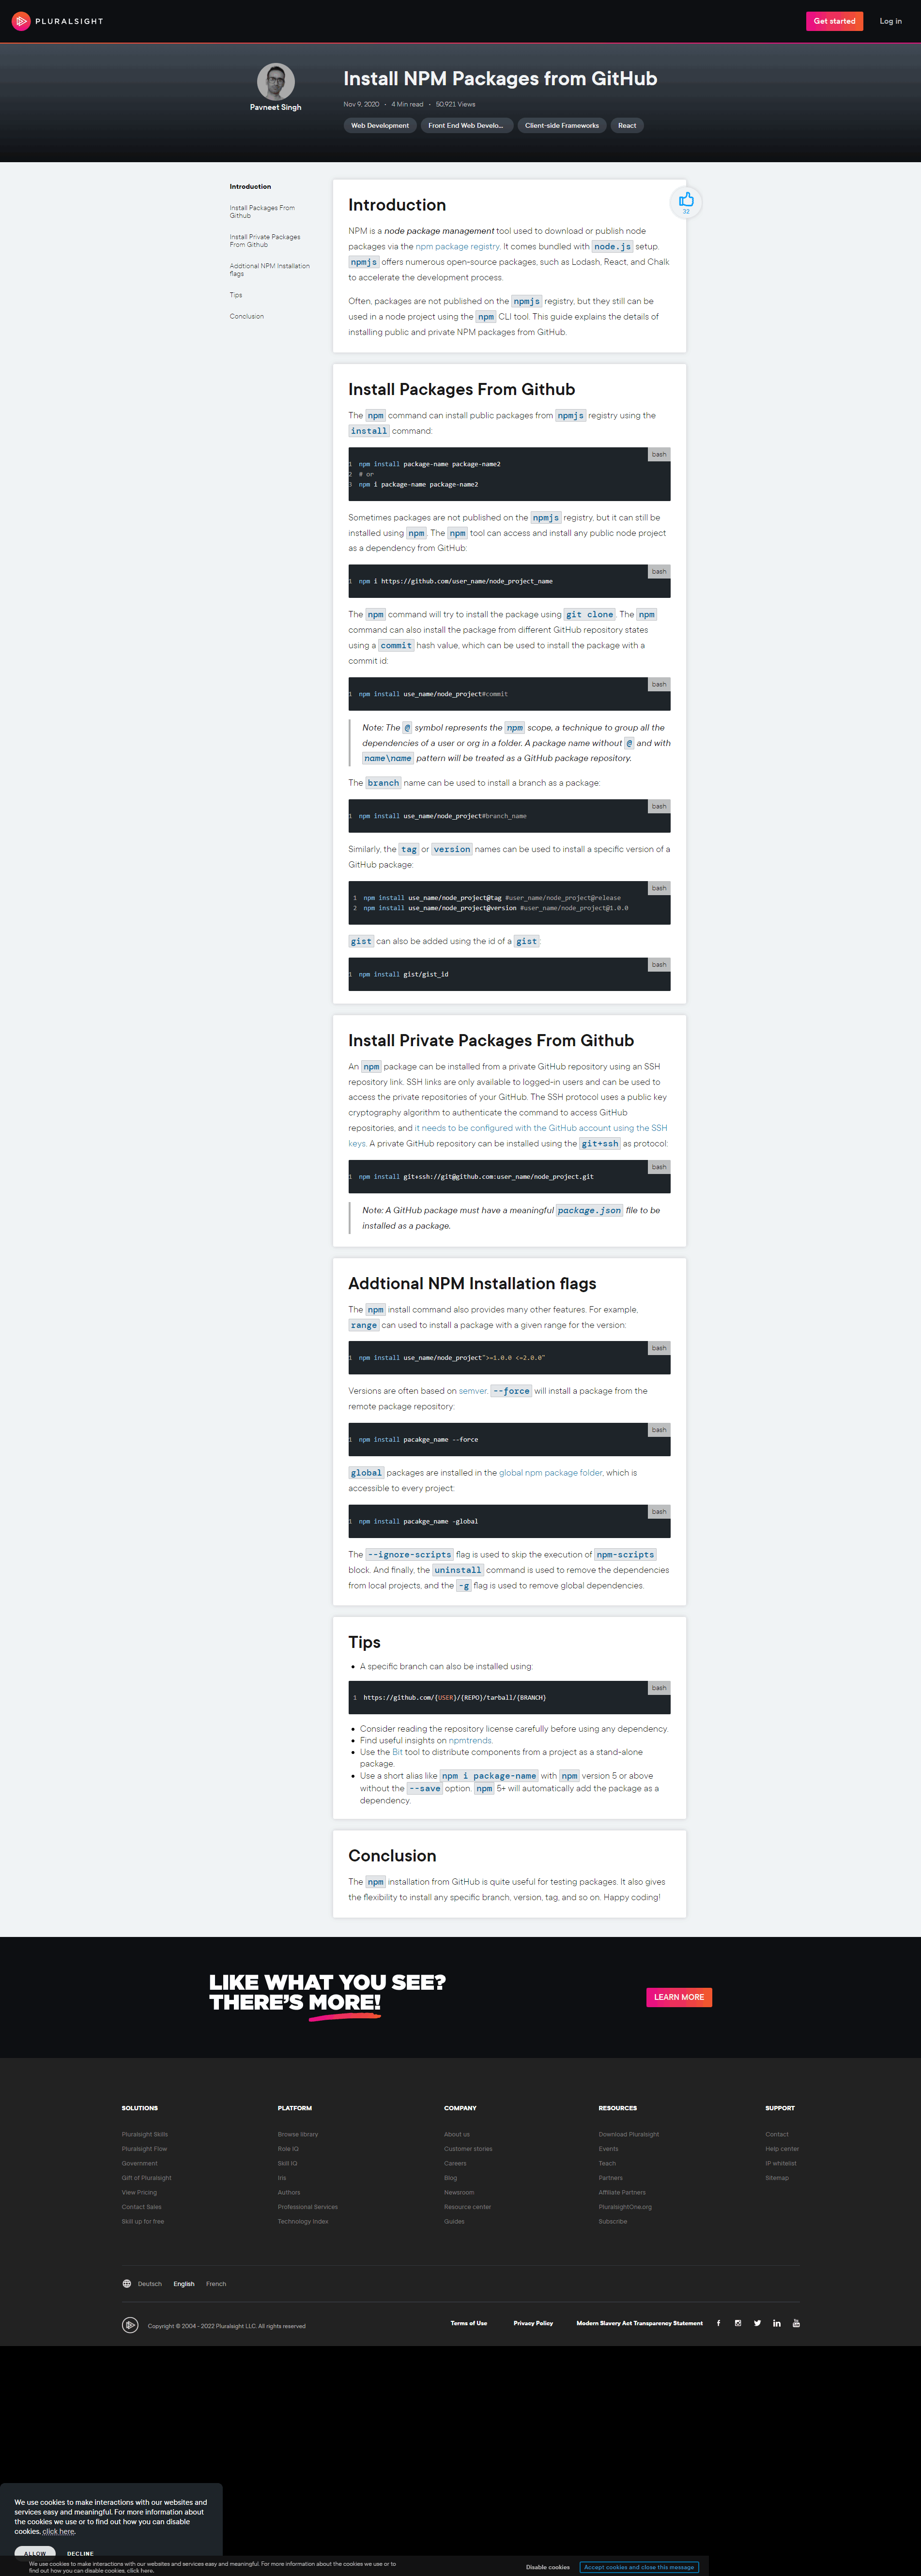 PLURALSIGHT
Get started
Log in
Pavneet Singh
Install NPM Packages from GitHub
Nov 9, 2020 • 4 Min read • 50,921 Views
Web Development
Front End Web Develo...
Client-side Frameworks
React
Introduction
Install Packages From
Github
Install Private Packages
From Github
Addtional NPM Installation
flags
Tips
Conclusion
Introduction
32
NPM is a node package management tool used to download or publish node
packages via the npm package registry. It comes bundled with node.js setup.
npmjs offers numerous open-source packages, such as Lodash, React, and Chalk
to accelerate the development process.
Often, packages are not published on the npmjs registry, but they still can be
used in a node project using the npm CLI tool. This guide explains the details of
installing public and private NPM packages from GitHub.
Install Packages From Github
The npm command can install public packages from npmjs registry using the
install command:
bash
1 npm install package-name package-name2
2 # or
3 npm i package-name package-name2
Sometimes packages are not published on the npmjs registry, but it can still be
installed using npm. The npm tool can access and install any public node project
as a dependency from GitHub:
bash
1 npm i https://github.com/user_name/node_project_name
The npm command will try to install the package using git clone. The npm
command can also install the package from different GitHub repository states
using a commit hash value, which can be used to install the package with a
commit id:
bash
1 npm install use_name/node_project#commit
Note: The @ symbol represents the npm scope, a technique to group all the
dependencies of a user or org in a folder. A package name without @ and with
name\name pattern will be treated as a GitHub package repository.
The branch name can be used to install a branch as a package:
bash
1 npm install use_name/node_project#branch_name
Similarly, the tag or version names can be used to install a specific version of a
GitHub package:
bash
1 npm install use_name/node_project@tag #user_name/node_project@release
2 npm install use_name/node_project@version #user_name/node_project@1.0.0
gist can also be added using the id of a gist:
bash
1 npm install gist/gist_id
Install Private Packages From Github
An npm package can be installed from a private GitHub repository using an SSH
repository link. SSH links are only available to logged-in users and can be used to
access the private repositories of your GitHub. The SSH protocol uses a public key
cryptography algorithm to authenticate the command to access GitHub
repositories, and it needs to be configured with the GitHub account using the SSH
keys. A private GitHub repository can be installed using the git+ssh as protocol:
bash
1 npm install git+ssh://git@github.com:user_name/node_project.git
Note: A GitHub package must have a meaningful package.json file to be
installed as a package.
Addtional NPM Installation flags
The npm install command also provides many other features. For example,
range can used to install a package with a given range for the version:
bash
1 npm install use_name/node_project">=1.0.0 <=2.0.0"
Versions are often based on semver. --force will install a package from the
remote package repository:
bash
1 npm install pacakge_name --force
global packages are installed in the global npm package folder, which is
accessible to every project:
bash
1 npm install pacakge_name -global
The --ignore-scripts flag is used to skip the execution of npm-scripts
block. And finally, the uninstall command is used to remove the dependencies
from local projects, and the -g flag is used to remove global dependencies.
Tips
• A specific branch can also be installed using:
bash
1 https://github.com/{USER}/{REPO}/tarball/{BRANCH}
• Consider reading the repository license carefully before using any dependency.
• Find useful insights on npmtrends.
• Use the Bit tool to distribute components from a project as a stand-alone
package.
• Use a short alias like npm i package-name with npm version 5 or above
without the --save option. npm 5+ will automatically add the package as a
dependency.
Conclusion
The npm installation from GitHub is quite useful for testing packages. It also gives
the flexibility to install any specific branch, version, tag, and so on. Happy coding!
LIKE WHAT YOU SEE?
THERE'S MORE!
LEARN MORE
SOLUTIONS
Pluralsight Skills
Pluralsight Flow
Government
Gift of Pluralsight
View Pricing
Contact Sales
Skill up for free
PLATFORM
Browse library
Role IQ
Skill IQ
Iris
Authors
Professional Services
Technology Index
COMPANY
About us
Customer stories
Careers
Blog
Newsroom
Resource center
Guides
RESOURCES
Download Pluralsight
Events
Teach
Partners
Affiliate Partners
PluralsightOne.org
Subscribe
SUPPORT
Contact
Help center
IP whitelist
Sitemap
Deutsch English French
Copyright © 2004 - 2022 Pluralsight LLC. All rights reserved
Terms of Use
Privacy Policy
Modern Slavery Act Transparency Statement
You Tube
We use cookies to make interactions with our websites and
services easy and meaningful. For more information about
the cookies we use or to find out how you can disable
cookies, click here.
ALLOW
DECLINE
We use cookies to make interactions with our websites and services easy and meaningful. For more information about the cookies we use or to
find out how you can disable cookies, click here.
Disable cookies
Accept cookies and close this message